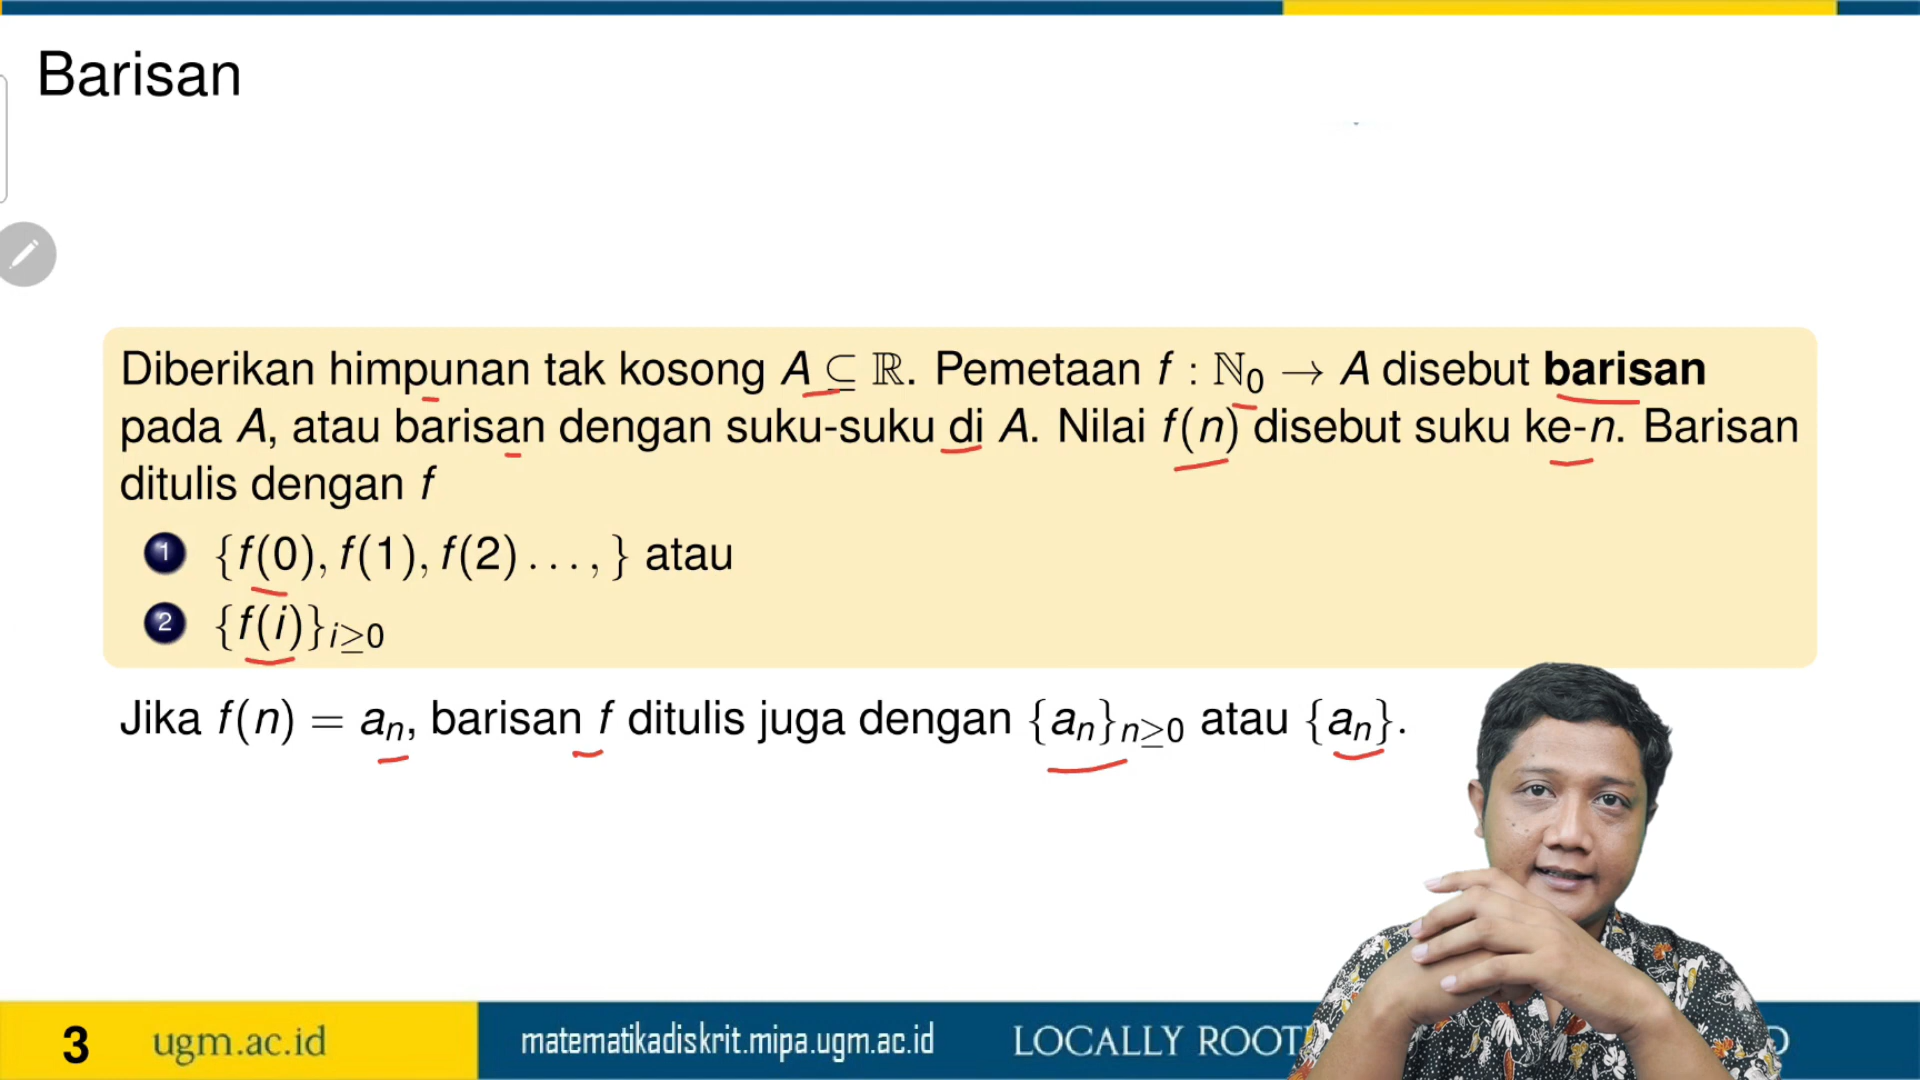 Barisan
Diberikan himpunan tak kosong A ⊆ ℝ. Pemetaan f : ℕ₀ → A disebut barisan
pada A, atau barisan dengan suku-suku di A. Nilai f(n) disebut suku ke-n. Barisan
ditulis dengan f
1 {f(0), f(1), f(2) . . . , } atau
2 {f(i)}i≥0
Jika f(n) = aₙ, barisan f ditulis juga dengan {aₙ}n≥0 atau {aₙ}.
3 ugm.ac.id matematikadiskrit.mipa.ugm.ac.id LOCALLY